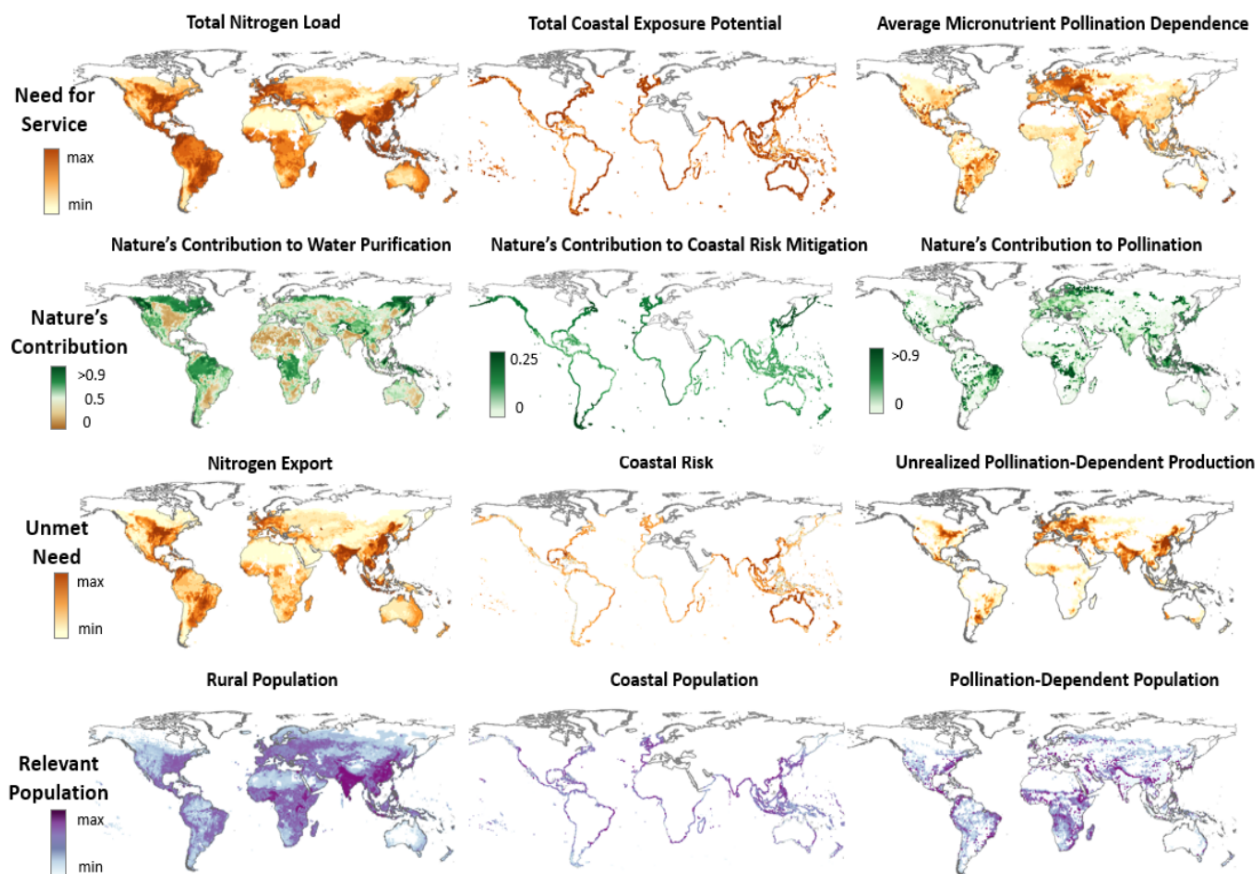 Total Nitrogen Load
Total Coastal Exposure Potential
Average Micronutrient Pollination Dependence
Need for
Service
max
min
Nature's Contribution to Water Purification
Nature's Contribution to Coastal Risk Mitigation
Nature's Contribution to Pollination
Nature's
Contribution
>0.9
0.5
0
0.25
0
>0.9
0
Nitrogen Export
Coastal Risk
Unrealized Pollination-Dependent Production
Unmet
Need
max
min
Rural Population
Coastal Population
Pollination-Dependent Population
Relevant
Population
max
min